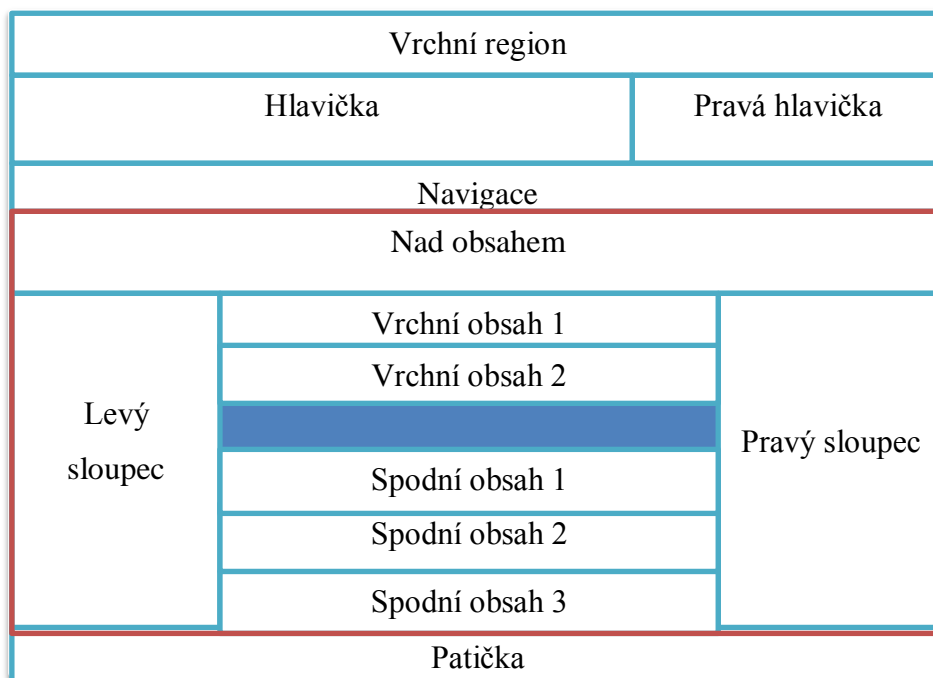 Vrchní region
Hlavička
Pravá hlavička
Navigace
Nad obsahem
Levý
sloupec
Vrchní obsah 1
Vrchní obsah 2
Spodní obsah 1
Spodní obsah 2
Spodní obsah 3
Pravý sloupec
Patička